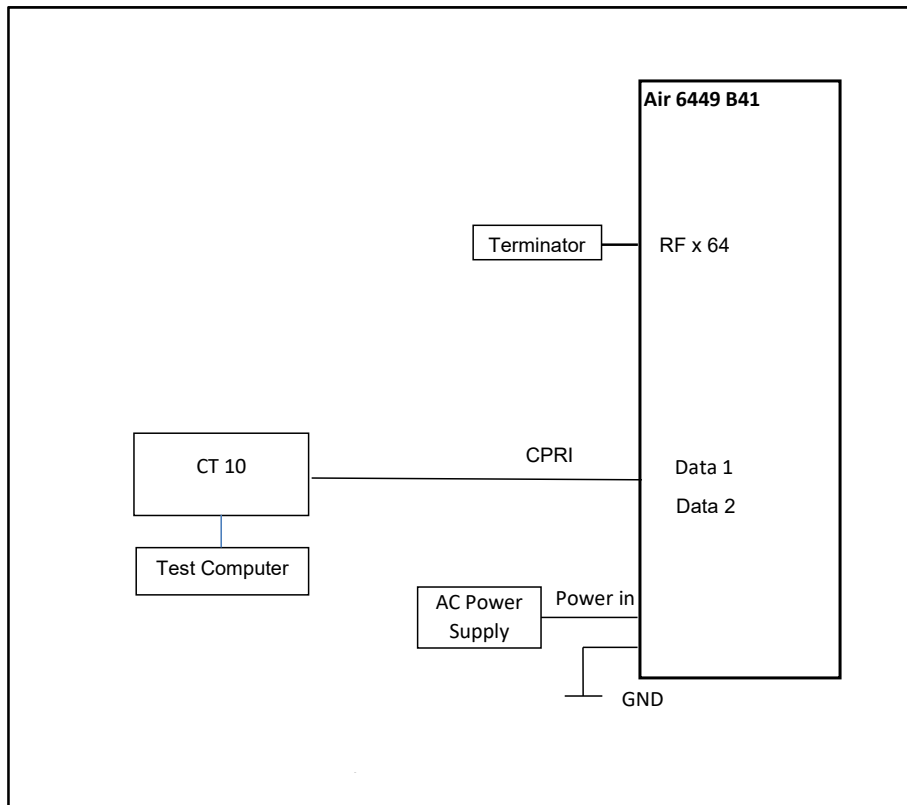 Air 6449 B41
Terminator
RF x 64
CPRI
CT 10
Data 1
Data 2
Test Computer
AC Power
Supply
Power in
GND